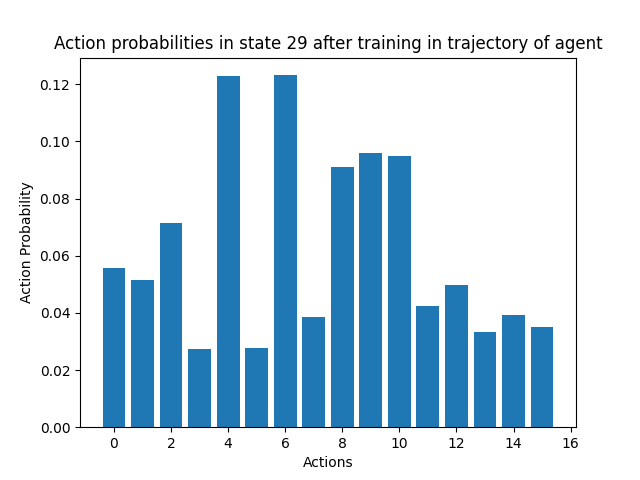 Action probabilities in state 29 after training in trajectory of agent
0.12
0.10
0.08
0.06
0.04
0.02
0.00
Action Probability
0 2 4 6 8 10 12 14 16
Actions